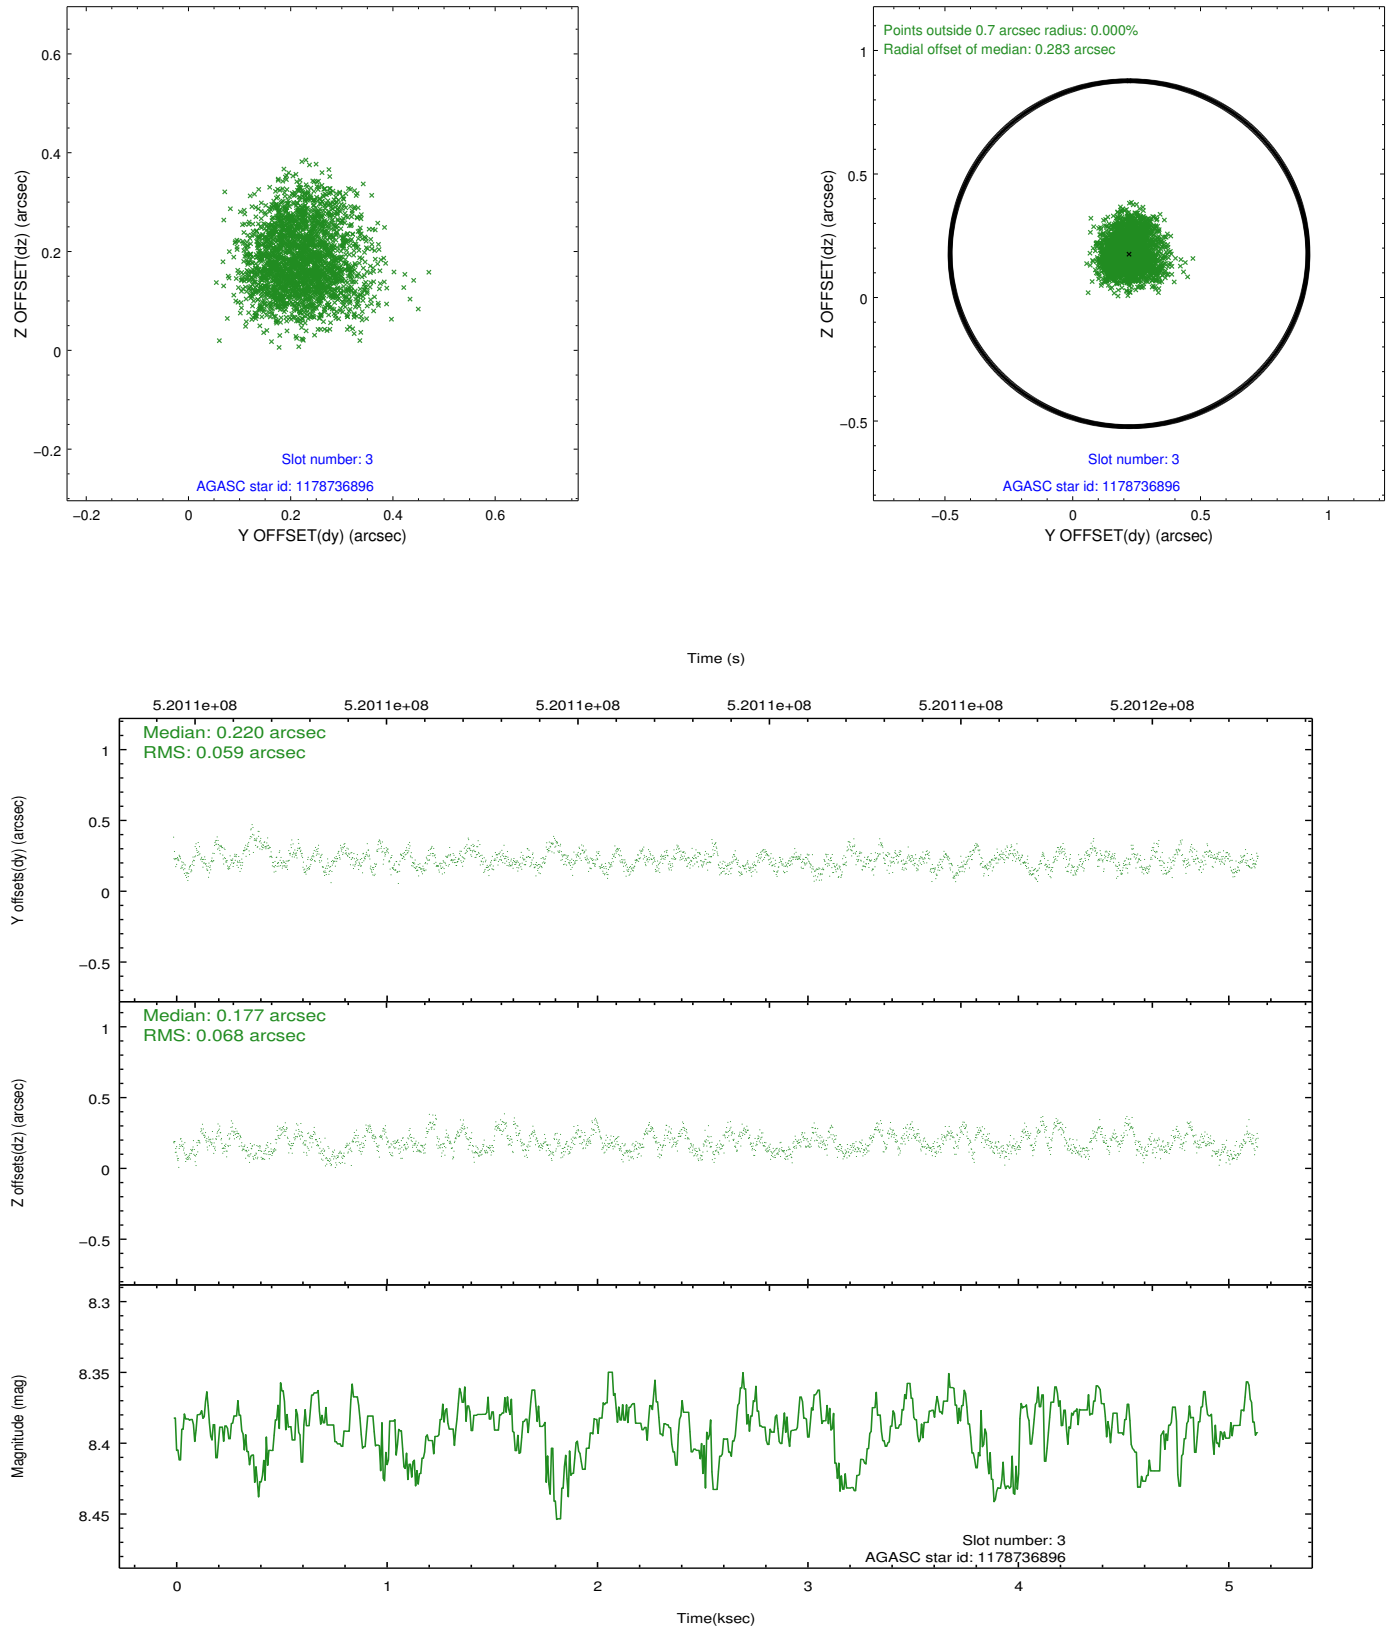 0.6
0.4
0.2
0
−0.2
Z OFFSET(dz) (arcsec)
Slot number: 3
AGASC star id: 1178736896
−0.2 0 0.2 0.4 0.6
Y OFFSET(dy) (arcsec)
Points outside 0.7 arcsec radius: 0.000%
Radial offset of median: 0.283 arcsec
1
0.5
0
−0.5
Z OFFSET(dz) (arcsec)
Slot number: 3
AGASC star id: 1178736896
−0.5 0 0.5 1
Y OFFSET(dy) (arcsec)
Time (s)
5.2011e+08 5.2011e+08 5.2011e+08 5.2011e+08 5.2011e+08 5.2012e+08
Median: 0.220 arcsec
RMS: 0.059 arcsec
1
0.5
0
−0.5
Y offsets(dy) (arcsec)
Median: 0.177 arcsec
RMS: 0.068 arcsec
1
0.5
0
−0.5
Z offsets(dz) (arcsec)
8.3
8.35
8.4
8.45
Magnitude (mag)
Slot number: 3
AGASC star id: 1178736896
0 1 2 3 4 5
Time(ksec)